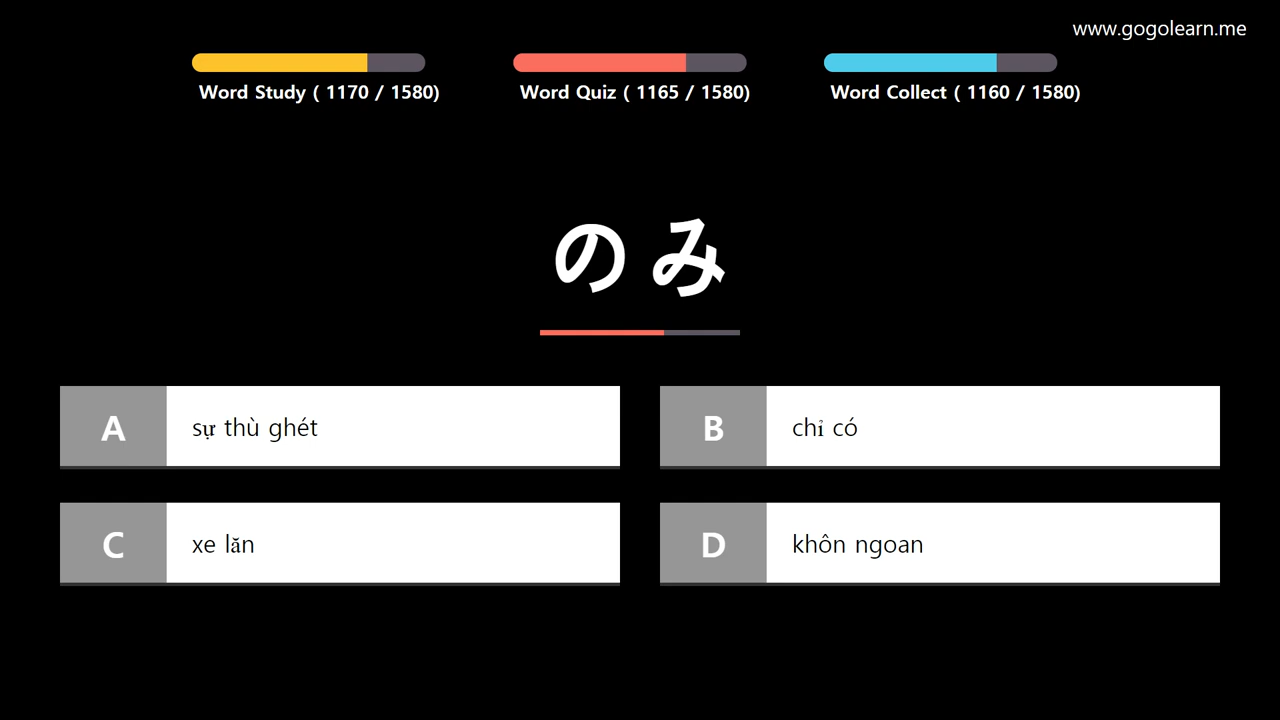 www.gogolearn.me
Word Study ( 1170 / 1580)
Word Quiz ( 1165 / 1580)
Word Collect ( 1160 / 1580)
のみ
A sự thù ghét
B chỉ có
C xe lăn
D khôn ngoan